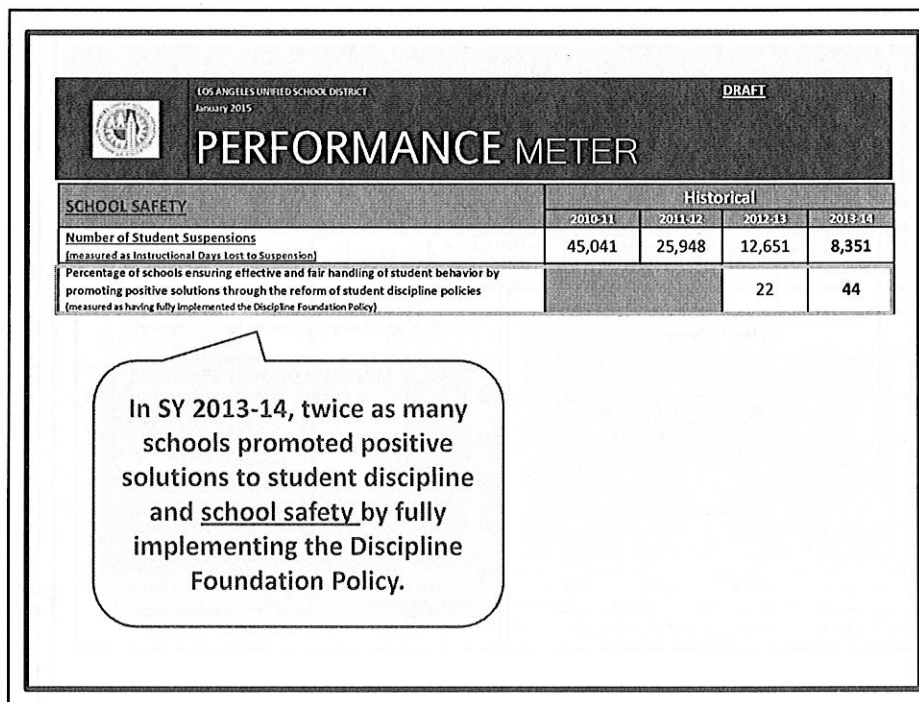 LOS ANGELES UNIFIED SCHOOL DISTRICT
DRAFT
January 2015
PERFORMANCE METER
SCHOOL SAFETY
Historical
2010-11 2011-12 2012-13 2013-14
Number of Student Suspensions
(measured as Instructional Days Lost to Suspension)
45,041 25,948 12,651 8,351
Percentage of schools ensuring effective and fair handling of student behavior by
promoting positive solutions through the reform of student discipline policies
(measured as having fully implemented the Discipline Foundation Policy)
22 44
In SY 2013-14, twice as many
schools promoted positive
solutions to student discipline
and school safety by fully
implementing the Discipline
Foundation Policy.